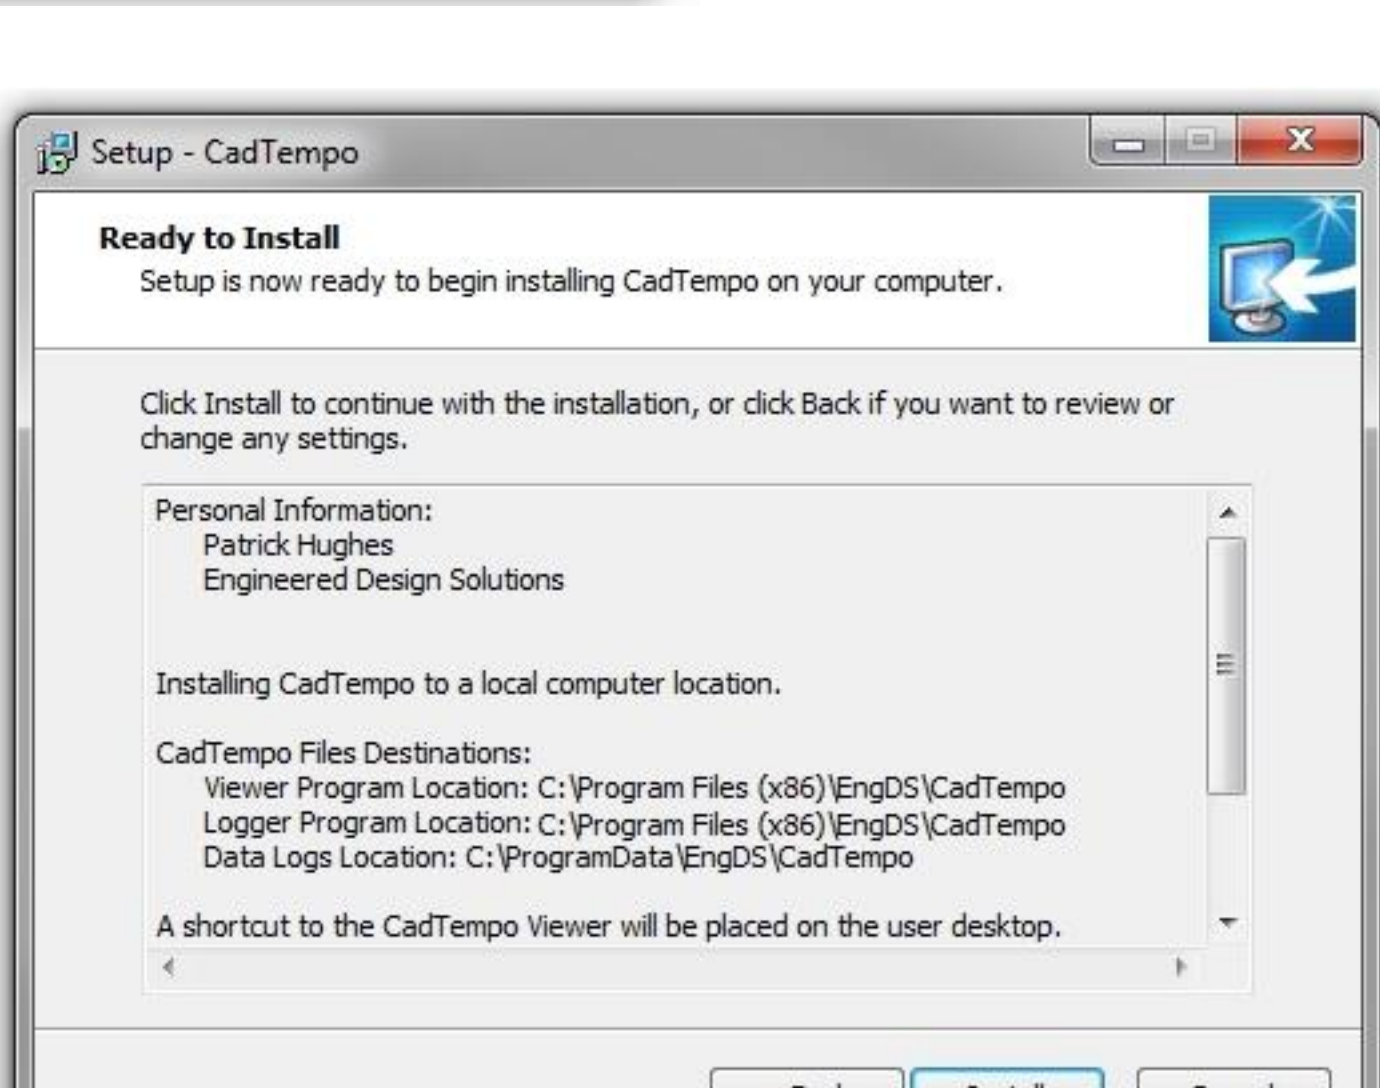 Setup - CadTempo
Ready to Install
Setup is now ready to begin installing CadTempo on your computer.
Click Install to continue with the installation, or click Back if you want to review or
change any settings.
Personal Information:
Patrick Hughes
Engineered Design Solutions
Installing CadTempo to a local computer location.
CadTempo Files Destinations:
Viewer Program Location: C:\Program Files (x86)\EngDS\CadTempo
Logger Program Location: C:\Program Files (x86)\EngDS\CadTempo
Data Logs Location: C:\ProgramData\EngDS\CadTempo
A shortcut to the CadTempo Viewer will be placed on the user desktop.